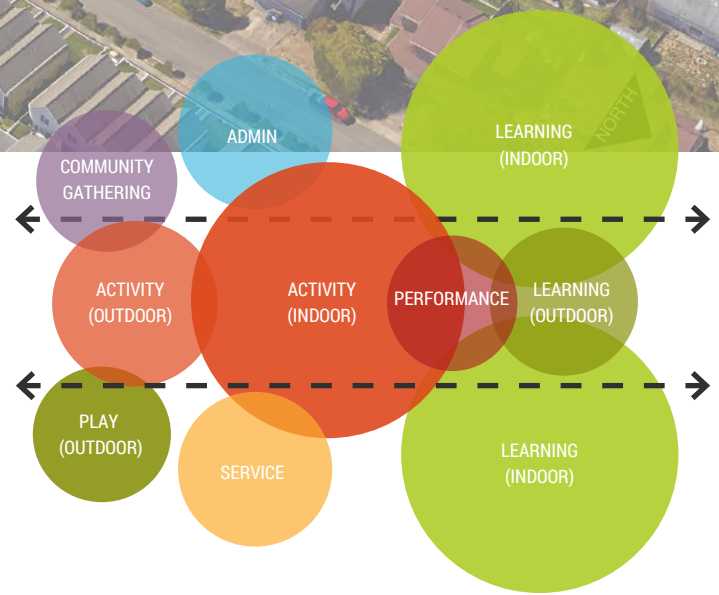 ADMIN
LEARNING
(INDOOR)
NORTH
COMMUNITY
GATHERING
ACTIVITY
(OUTDOOR)
ACTIVITY
(INDOOR)
PERFORMANCE
LEARNING
(OUTDOOR)
PLAY
(OUTDOOR)
SERVICE
LEARNING
(INDOOR)